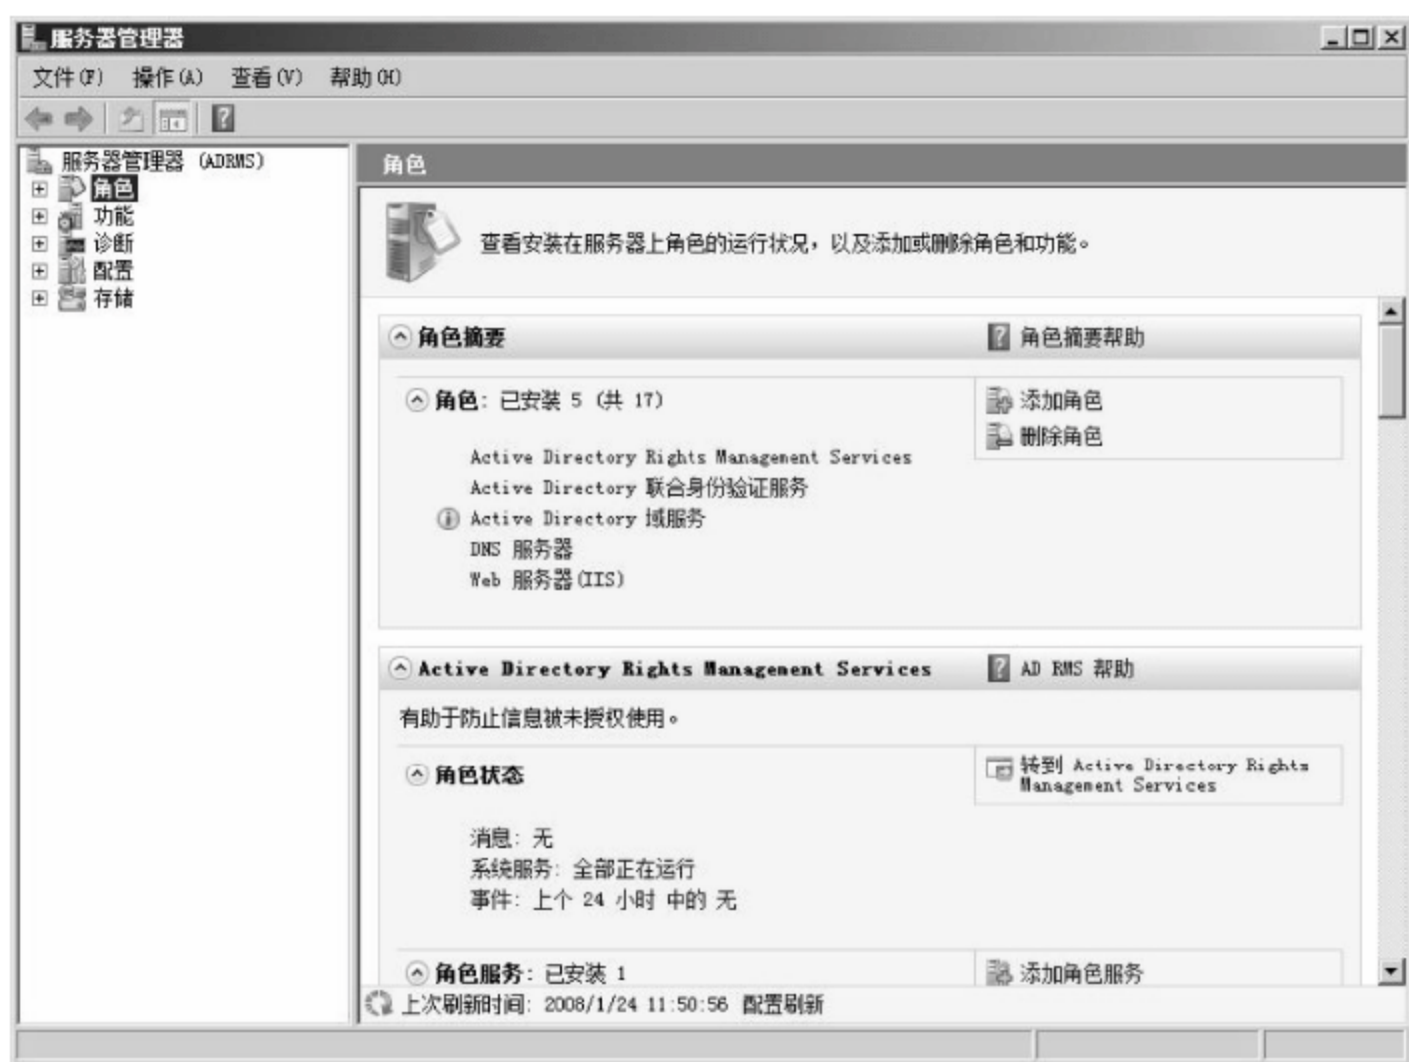 服务器管理器
文件(F) 操作(A) 查看(V) 帮助(H)
服务器管理器 (ADRMS)
角色
功能
诊断
配置
存储
角色
查看安装在服务器上角色的运行状况，以及添加或删除角色和功能。
角色摘要
角色摘要帮助
角色: 已安装 5 (共 17)
添加角色
删除角色
Active Directory Rights Management Services
Active Directory 联合身份验证服务
Active Directory 域服务
DNS 服务器
Web 服务器(IIS)
Active Directory Rights Management Services
AD RMS 帮助
有助于防止信息被未授权使用。
角色状态
转到 Active Directory Rights
Management Services
消息: 无
系统服务: 全部正在运行
事件: 上个 24 小时 中的 无
角色服务: 已安装 1
添加角色服务
上次刷新时间: 2008/1/24 11:50:56 配置刷新